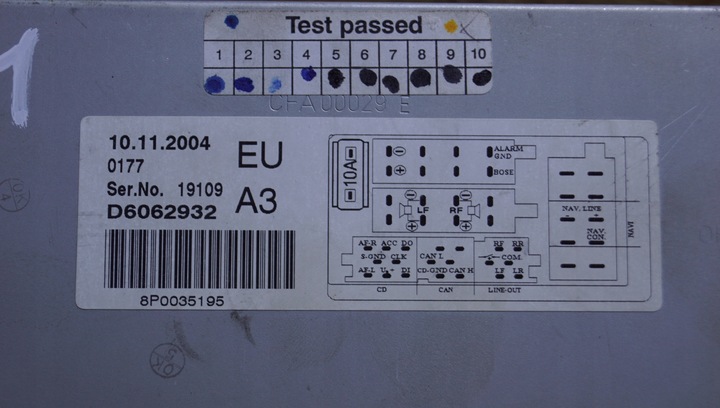 1
Test passed
1 2 3 4 5 6 7 8 9 10
CFA00029 E
10.11.2004
0177
EU
Ser.No. 19109
A3
D6062932
8P0035195
10A
ALARM
GND
BOSE
LF RF
NAV. LINE
NAV.
CON.
NAVI
AF-R ACC DO
S-GND CLK
AF-L U + DI
CD
CAN L
CD-GND CAN H
CAN
RF RR
COM.
LF LR
LINE-OUT